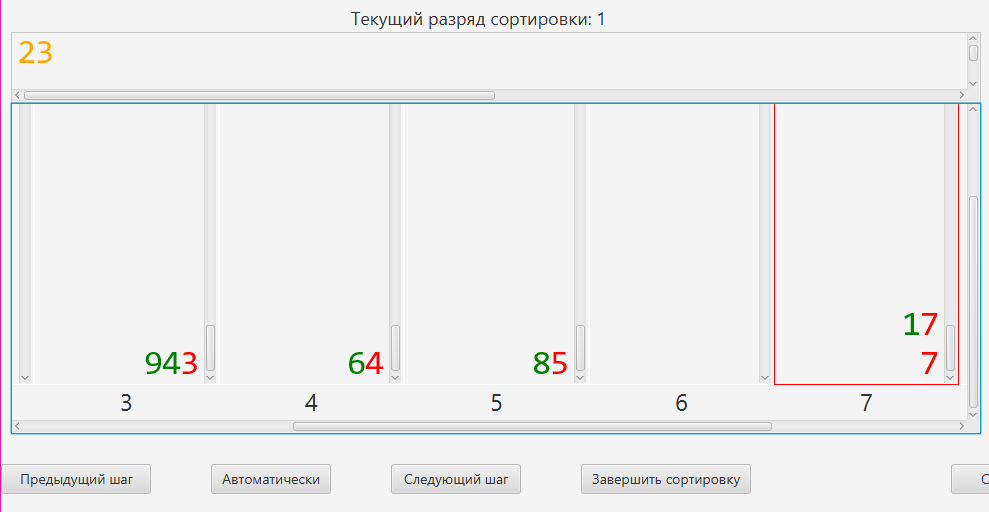 Текущий разряд сортировки: 1
23
17
943 64 85 7
3 4 5 6 7
Предыдущий шаг Автоматически Следующий шаг Завершить сортировку